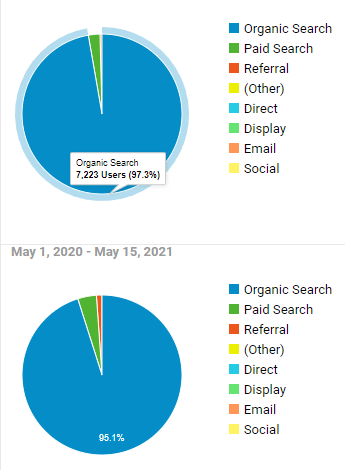 Organic Search
Paid Search
Referral
(Other)
Direct
Display
Email
Social
Organic Search
7,223 Users (97.3%)
May 1, 2020 - May 15, 2021
Organic Search
Paid Search
Referral
(Other)
Direct
Display
Email
Social
95.1%